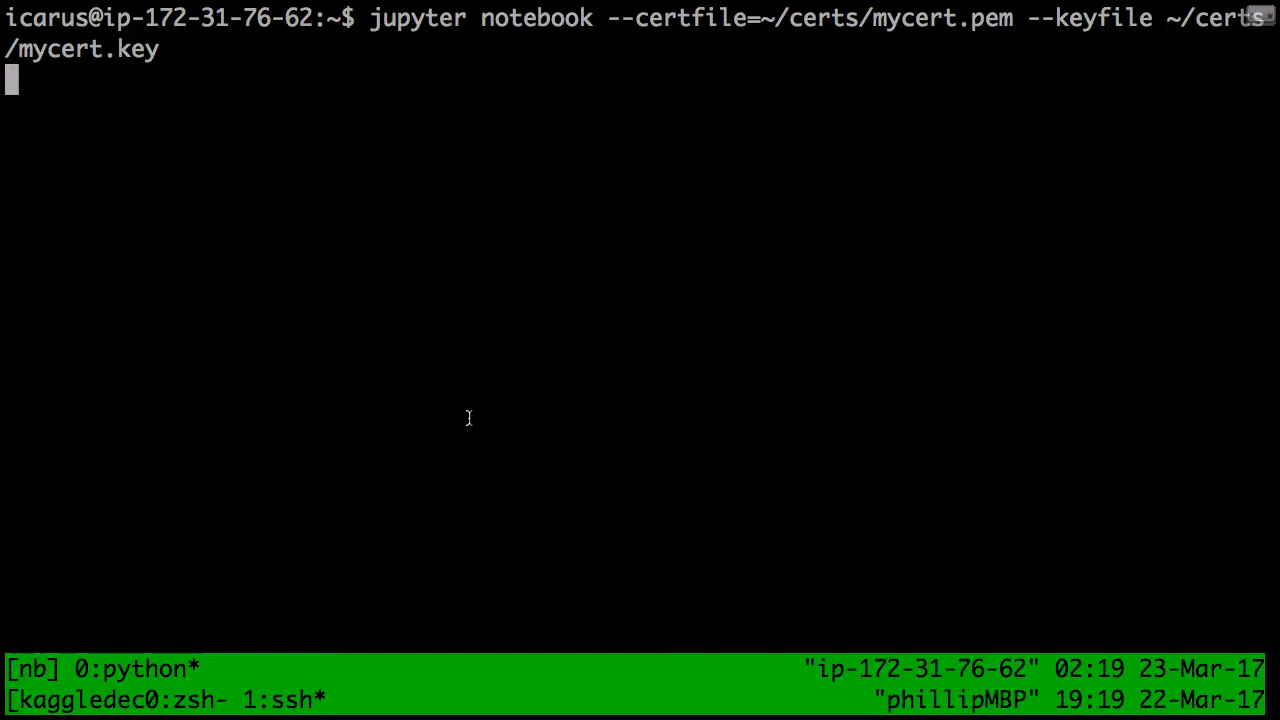 icarus@ip-172-31-76-62:~$ jupyter notebook --certfile=~/certs/mycert.pem --keyfile ~/certs
/mycert.key
[nb] 0:python* "ip-172-31-76-62" 02:19 23-Mar-17
[kaggledec0:zsh- 1:ssh* "phillipMBP" 19:19 22-Mar-17